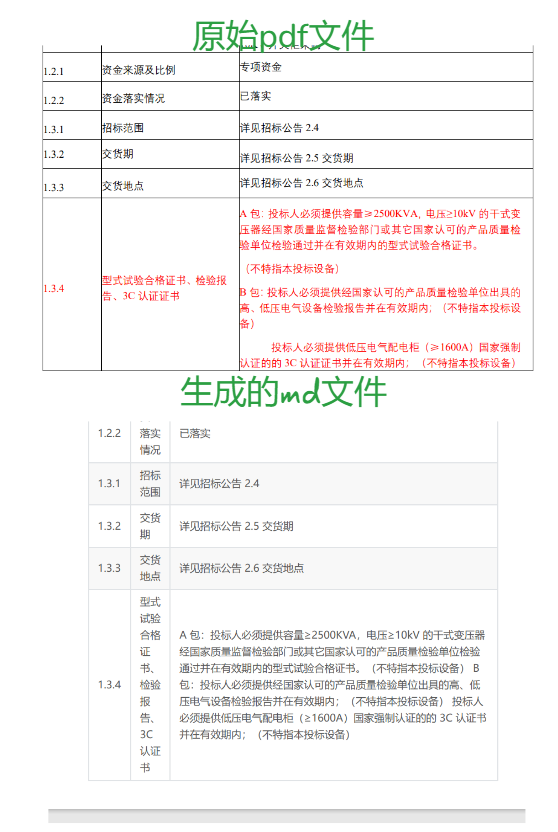 原始pdf文件
1.2.1 资金来源及比例 专项资金
1.2.2 资金落实情况 已落实
1.3.1 招标范围 详见招标公告 2.4
1.3.2 交货期 详见招标公告 2.5 交货期
1.3.3 交货地点 详见招标公告 2.6 交货地点
1.3.4
型式试验合格证书、检验报
告、3C 认证证书
A 包：投标人必须提供容量≥2500KVA, 电压≥10kV 的干式变
压器经国家质量监督检验部门或其它国家认可的产品质量检
验单位检验通过并在有效期内的型式试验合格证书。
（不特指本投标设备）
B 包：投标人必须提供经国家认可的产品质量检验单位出具的
高、低压电气设备检验报告并在有效期内；（不特指本投标设
备）
投标人必须提供低压电气配电柜（≥1600A）国家强制
认证的的 3C 认证证书并在有效期内；（不特指本投标设备）
生成的md文件
1.2.2
落实
情况
已落实
1.3.1
招标
范围
详见招标公告 2.4
1.3.2
交货
期
详见招标公告 2.5 交货期
1.3.3
交货
地点
详见招标公告 2.6 交货地点
1.3.4
型式
试验
合格
证
书、
检验
报
告、
3C
认证
书
A 包：投标人必须提供容量≥2500KVA，电压≥10kV 的干式变压器
经国家质量监督检验部门或其它国家认可的产品质量检验单位检验
通过并在有效期内的型式试验合格证书。（不特指本投标设备） B
包：投标人必须提供经国家认可的产品质量检验单位出具的高、低
压电气设备检验报告并在有效期内；（不特指本投标设备） 投标人
必须提供低压电气配电柜（≥1600A）国家强制认证的的 3C 认证书
并在有效期内；（不特指本投标设备）